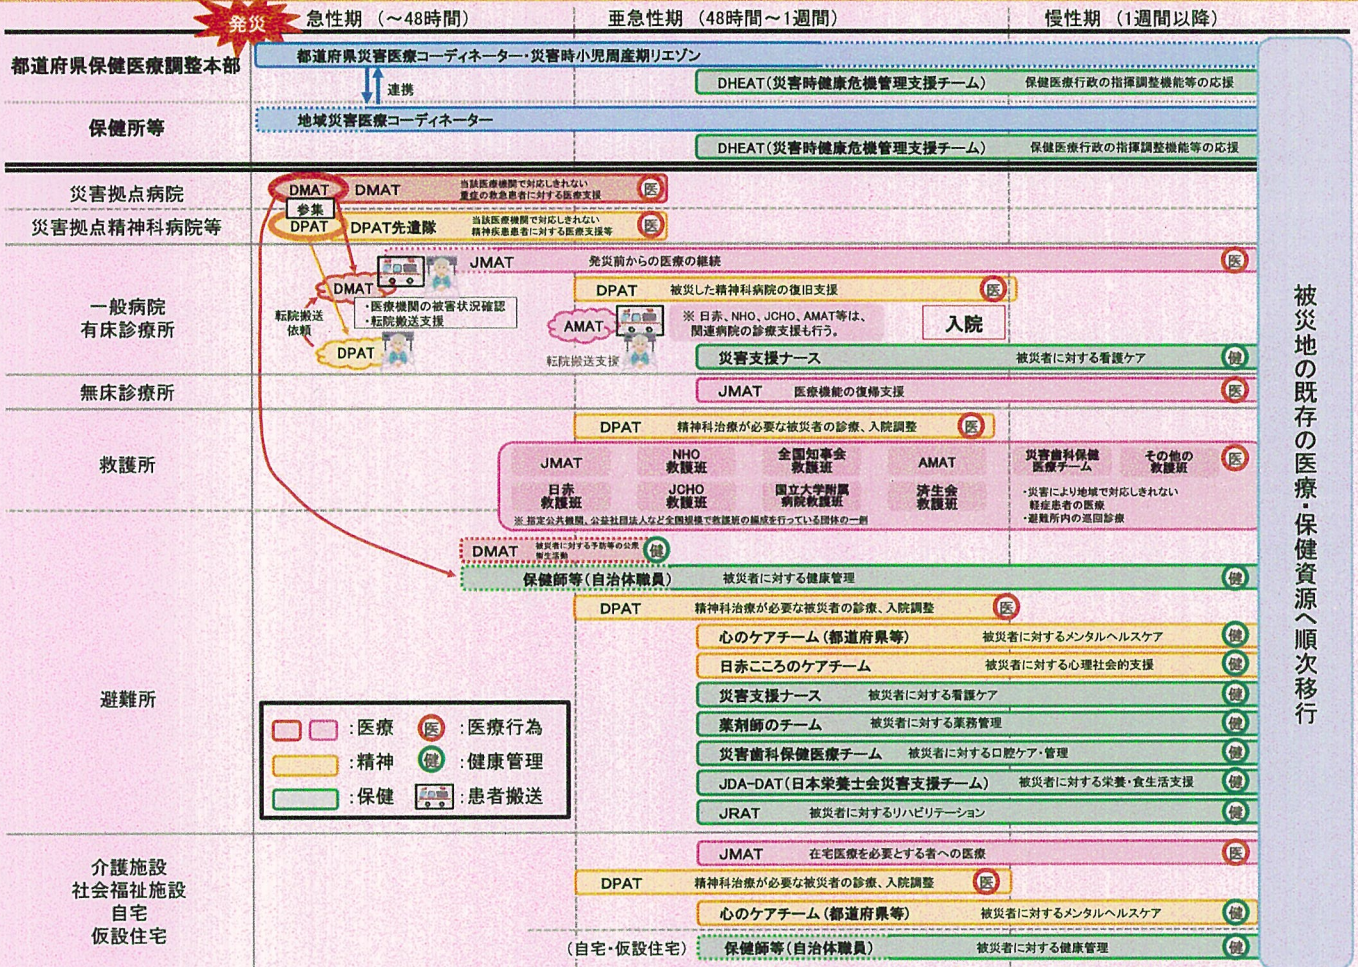 発災
急性期 （～48時間）
亜急性期 （48時間～1週間）
慢性期 （1週間以降）
都道府県保健医療調整本部
都道府県災害医療コーディネーター・災害時小児周産期リエゾン
DHEAT（災害時健康危機管理支援チーム） 保健医療行政の指揮調整機能等の応援
連携
保健所等
地域災害医療コーディネーター
DHEAT（災害時健康危機管理支援チーム） 保健医療行政の指揮調整機能等の応援
災害拠点病院
DMAT
DMAT
当該医療機関で対応しきれない
重症の救急患者に対する医療支援
医
参集
災害拠点精神科病院等
DPAT
DPAT先遣隊
当該医療機関で対応しきれない
精神疾患患者に対する医療支援等
医
一般病院
有床診療所
JMAT 発災前からの医療の継続 医
DMAT
・医療機関の被害状況確認
・転院搬送支援
転院搬送
依頼
DPAT
DPAT 被災した精神科病院の復旧支援 医
AMAT
転院搬送支援
※ 日赤、NHO、JCHO、AMAT等は、
関連病院の診療支援も行う。
入院
災害支援ナース 被災者に対する看護ケア 健
無床診療所
JMAT 医療機能の復帰支援 医
救護所
DPAT 精神科治療が必要な被災者の診療、入院調整 医
JMAT
NHO
救護班
全国知事会
救護班
AMAT
災害歯科保健
医療チーム
その他の
救護班
医
日赤
救護班
JCHO
救護班
国立大学附属
病院救護班
済生会
救護班
・災害により地域で対応しきれない
軽症患者の医療
・避難所内の巡回診療
※ 指定公共機関、公益社団法人など全国規模で救護班の編成を行っている団体の一例
避難所
DMAT
被災者に対する予防等の公衆
衛生活動
健
保健師等（自治体職員） 被災者に対する健康管理 健
DPAT 精神科治療が必要な被災者の診療、入院調整 医
心のケアチーム（都道府県等） 被災者に対するメンタルヘルスケア 健
日赤こころのケアチーム 被災者に対する心理社会的支援 健
災害支援ナース 被災者に対する看護ケア 健
薬剤師のチーム 被災者に対する薬務管理 健
災害歯科保健医療チーム 被災者に対する口腔ケア・管理 健
JDA-DAT（日本栄養士会災害支援チーム） 被災者に対する栄養・食生活支援 健
JRAT 被災者に対するリハビリテーション 健
：医療 医 ：医療行為
：精神 健 ：健康管理
：保健 ：患者搬送
介護施設
社会福祉施設
自宅
仮設住宅
JMAT 在宅医療を必要とする者への医療 医
DPAT 精神科治療が必要な被災者の診療、入院調整 医
心のケアチーム（都道府県等） 被災者に対するメンタルヘルスケア 健
（自宅・仮設住宅） 保健師等（自治体職員） 被災者に対する健康管理 健
被災地の既存の医療・保健資源へ順次移行